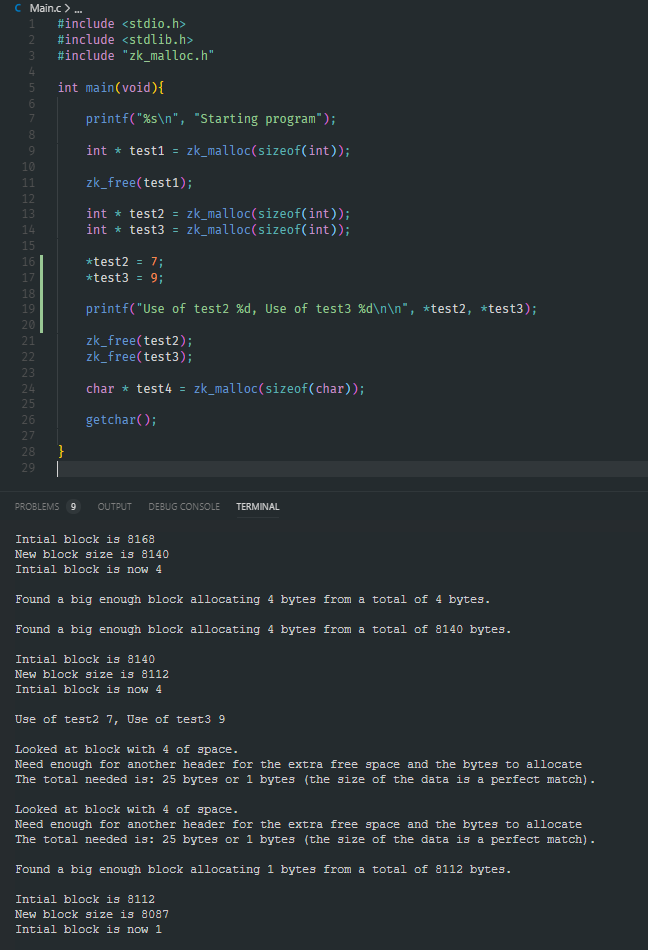 C Main.c > ...
1 #include <stdio.h>
2 #include <stdlib.h>
3 #include "zk_malloc.h"
4
5 int main(void){
6
7 printf("%s\n", "Starting program");
8
9 int * test1 = zk_malloc(sizeof(int));
10
11 zk_free(test1);
12
13 int * test2 = zk_malloc(sizeof(int));
14 int * test3 = zk_malloc(sizeof(int));
15
16 *test2 = 7;
17 *test3 = 9;
18
19 printf("Use of test2 %d, Use of test3 %d\n\n", *test2, *test3);
20
21 zk_free(test2);
22 zk_free(test3);
23
24 char * test4 = zk_malloc(sizeof(char));
25
26 getchar();
27
28 }
29
PROBLEMS 9 OUTPUT DEBUG CONSOLE TERMINAL
Intial block is 8168
New block size is 8140
Intial block is now 4
Found a big enough block allocating 4 bytes from a total of 4 bytes.
Found a big enough block allocating 4 bytes from a total of 8140 bytes.
Intial block is 8140
New block size is 8112
Intial block is now 4
Use of test2 7, Use of test3 9
Looked at block with 4 of space.
Need enough for another header for the extra free space and the bytes to allocate
The total needed is: 25 bytes or 1 bytes (the size of the data is a perfect match).
Looked at block with 4 of space.
Need enough for another header for the extra free space and the bytes to allocate
The total needed is: 25 bytes or 1 bytes (the size of the data is a perfect match).
Found a big enough block allocating 1 bytes from a total of 8112 bytes.
Intial block is 8112
New block size is 8087
Intial block is now 1